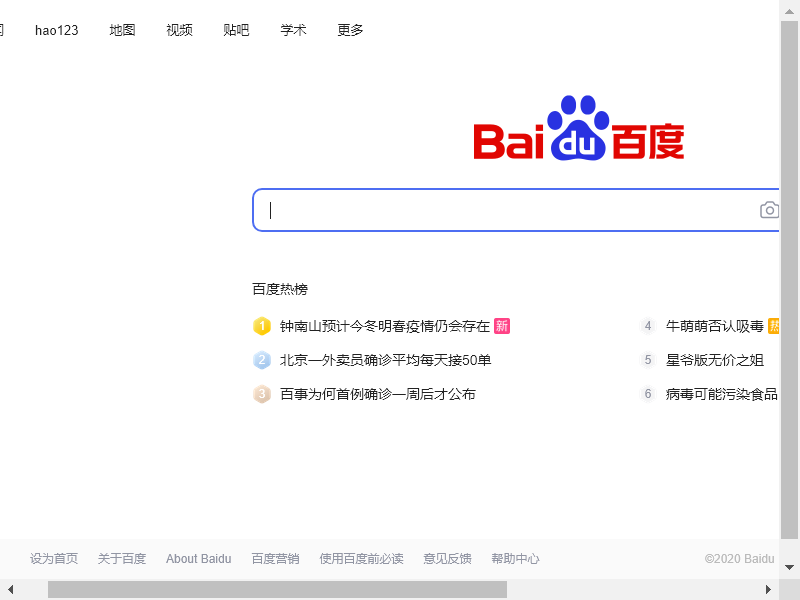 hao123 地图 视频 贴吧 学术 更多
Bai du 百度
百度热榜
1 钟南山预计今冬明春疫情仍会存在 新
4 牛萌萌否认吸毒 热
2 北京一外卖员确诊平均每天接50单
5 星爷版无价之姐
3 百事为何首例确诊一周后才公布
6 病毒可能污染食品
设为首页 关于百度 About Baidu 百度营销 使用百度前必读 意见反馈 帮助中心 ©2020 Baidu